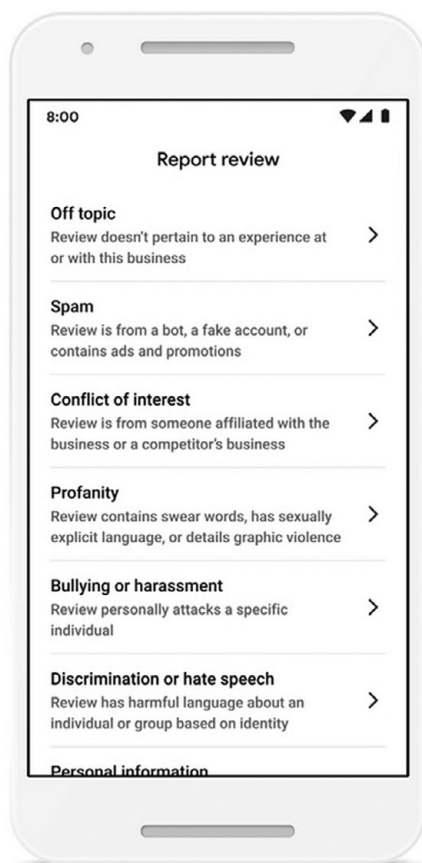 8:00
Report review
Off topic
Review doesn't pertain to an experience at
or with this business
Spam
Review is from a bot, a fake account, or
contains ads and promotions
Conflict of interest
Review is from someone affiliated with the
business or a competitor's business
Profanity
Review contains swear words, has sexually
explicit language, or details graphic violence
Bullying or harassment
Review personally attacks a specific
individual
Discrimination or hate speech
Review has harmful language about an
individual or group based on identity
Personal information